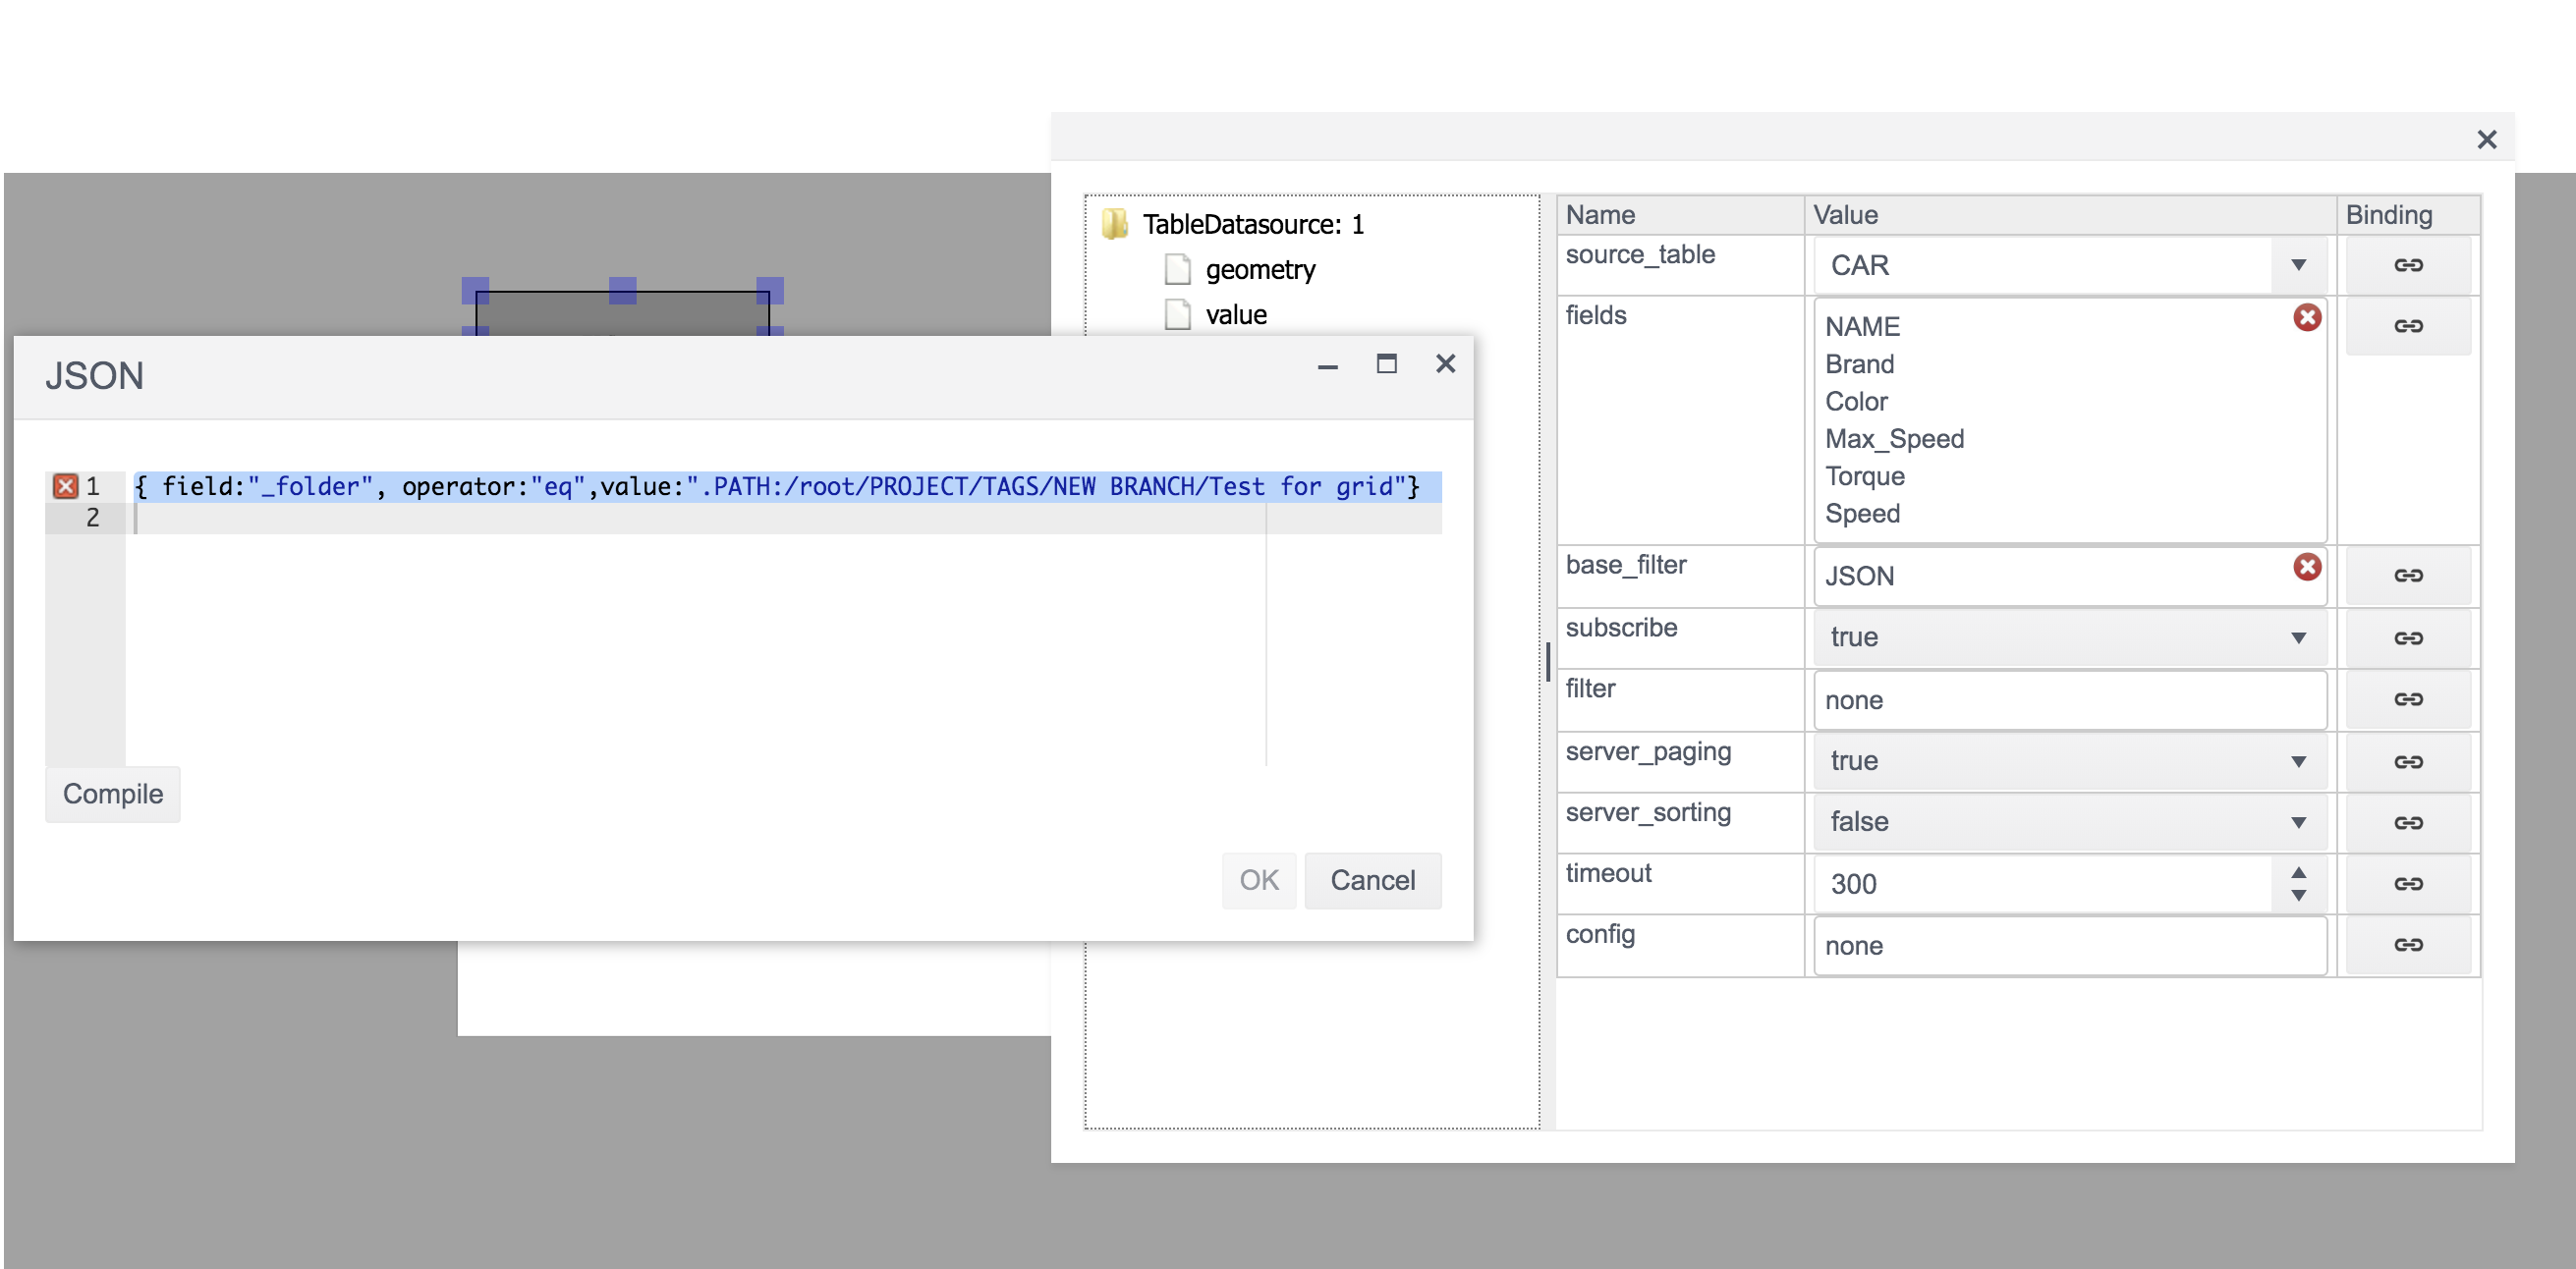 TableDatasource: 1
geometry
value
Name Value Binding
source_table CAR
fields
NAME
Brand
Color
Max_Speed
Torque
Speed
base_filter JSON
subscribe true
filter none
server_paging true
server_sorting false
timeout 300
config none
JSON
1 { field:"_folder", operator:"eq",value:".PATH:/root/PROJECT/TAGS/NEW BRANCH/Test for grid"}
2
Compile
OK Cancel